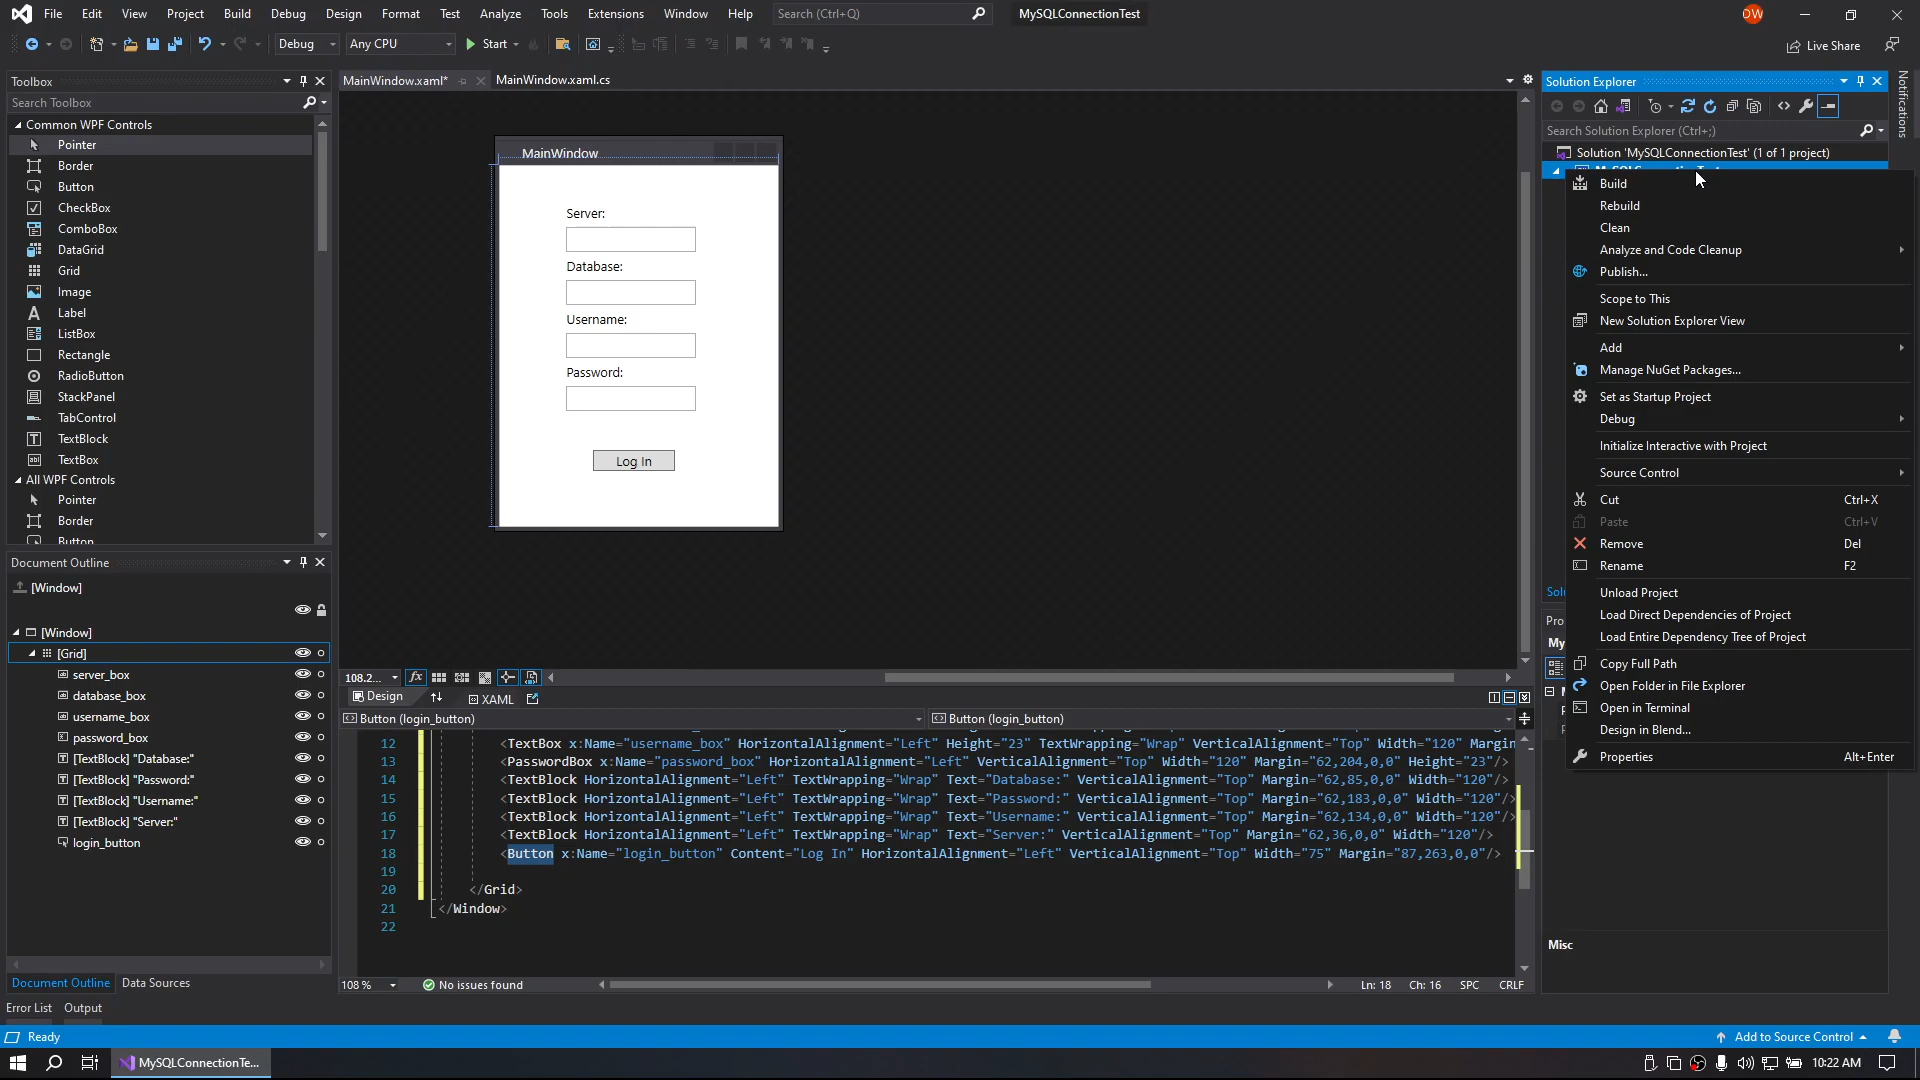 File Edit View Project Build Debug Design Format Test Analyze Tools Extensions Window Help Search (Ctrl+Q) MySQLConnectionTest DW
Debug Any CPU Start Live Share
Toolbox
Search Toolbox
Common WPF Controls
Pointer
Border
Button
CheckBox
ComboBox
DataGrid
Grid
Image
Label
ListBox
Rectangle
RadioButton
StackPanel
TabControl
TextBlock
TextBox
All WPF Controls
Pointer
Border
Button
Document Outline
[Window]
[Window]
[Grid]
server_box
database_box
username_box
password_box
[TextBlock] "Database:"
[TextBlock] "Password:"
[TextBlock] "Username:"
[TextBlock] "Server:"
login_button
Document Outline Data Sources
Error List Output
MainWindow.xaml* MainWindow.xaml.cs
MainWindow
Server:
Database:
Username:
Password:
Log In
108.2...
Design XAML
Button (login_button) Button (login_button)
12 <TextBox x:Name="username_box" HorizontalAlignment="Left" Height="23" TextWrapping="Wrap" VerticalAlignment="Top" Width="120" Margin
13 <PasswordBox x:Name="password_box" HorizontalAlignment="Left" VerticalAlignment="Top" Width="120" Margin="62,204,0,0" Height="23"/>
14 <TextBlock HorizontalAlignment="Left" TextWrapping="Wrap" Text="Database:" VerticalAlignment="Top" Margin="62,85,0,0" Width="120"/>
15 <TextBlock HorizontalAlignment="Left" TextWrapping="Wrap" Text="Password:" VerticalAlignment="Top" Margin="62,183,0,0" Width="120"/>
16 <TextBlock HorizontalAlignment="Left" TextWrapping="Wrap" Text="Username:" VerticalAlignment="Top" Margin="62,134,0,0" Width="120"/>
17 <TextBlock HorizontalAlignment="Left" TextWrapping="Wrap" Text="Server:" VerticalAlignment="Top" Margin="62,36,0,0" Width="120"/>
18 <Button x:Name="login_button" Content="Log In" HorizontalAlignment="Left" VerticalAlignment="Top" Width="75" Margin="87,263,0,0"/>
19
20 </Grid>
21 </Window>
22
108 % No issues found Ln: 18 Ch: 16 SPC CRLF
Solution Explorer
Search Solution Explorer (Ctrl+;)
Solution 'MySQLConnectionTest' (1 of 1 project)
Build
Rebuild
Clean
Analyze and Code Cleanup
Publish...
Scope to This
New Solution Explorer View
Add
Manage NuGet Packages...
Set as Startup Project
Debug
Initialize Interactive with Project
Source Control
Cut Ctrl+X
Paste Ctrl+V
Remove Del
Rename F2
Unload Project
Load Direct Dependencies of Project
Load Entire Dependency Tree of Project
Copy Full Path
Open Folder in File Explorer
Open in Terminal
Design in Blend...
Properties Alt+Enter
Misc
Notifications
Ready Add to Source Control
MySQLConnectionTe... 10:22 AM